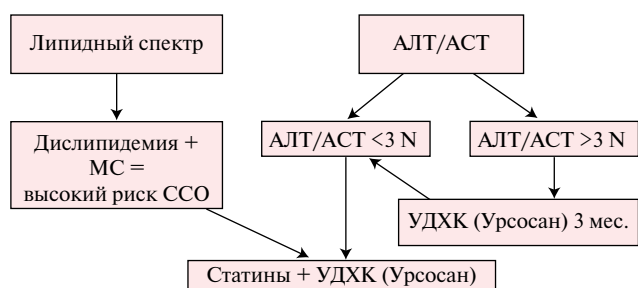 Липидный спектр
АЛТ/АСТ
Дислипидемия +
МС =
высокий риск ССО
АЛТ/АСТ <3 N
АЛТ/АСТ >3 N
УДХК (Урсосан) 3 мес.
Статины + УДХК (Урсосан)